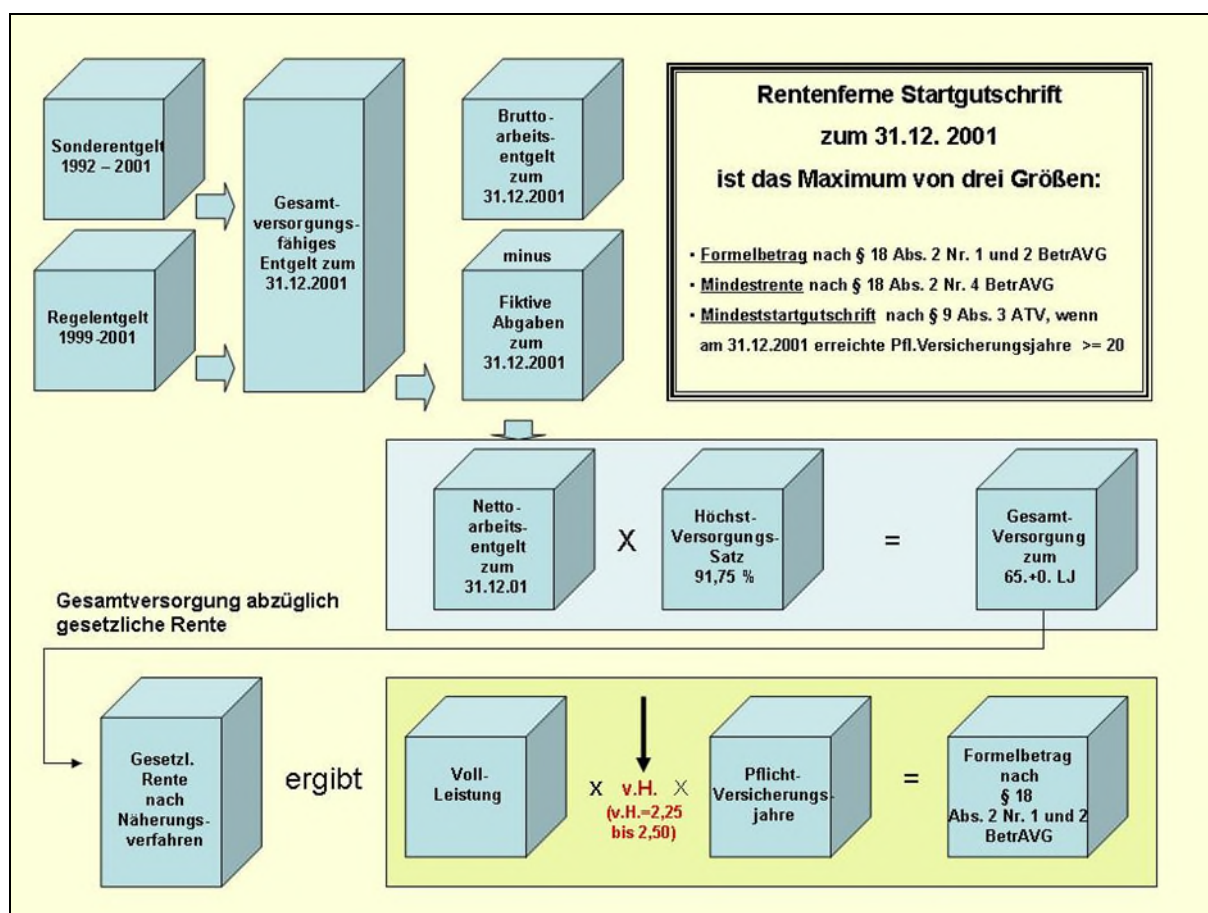 Sonderentgelt
1992 – 2001
Regelentgelt
1999-2001
Gesamt-
versorgungs-
fähiges
Entgelt zum
31.12.2001
Brutto-
arbeits-
entgelt
zum
31.12.2001
minus
Fiktive
Abgaben
zum
31.12.2001
Rentenferne Startgutschrift
zum 31.12. 2001
ist das Maximum von drei Größen:
• Formelbetrag nach § 18 Abs. 2 Nr. 1 und 2 BetrAVG
• Mindestrente nach § 18 Abs. 2 Nr. 4 BetrAVG
• Mindeststartgutschrift nach § 9 Abs. 3 ATV, wenn
am 31.12.2001 erreichte Pfl.Versicherungsjahre >= 20
Netto-
arbeits-
entgelt
zum
31.12.01
X
Höchst-
Versorgungs-
Satz
91,75 %
=
Gesamt-
Versorgung
zum
65.+0. LJ
Gesamtversorgung abzüglich
gesetzliche Rente
Gesetzl.
Rente
nach
Näherungs-
verfahren
ergibt
Voll-
Leistung
x v.H. x
(v.H.=2,25
bis 2,50)
Pflicht-
Versicherungs-
jahre
=
Formelbetrag
nach
§ 18
Abs. 2 Nr. 1 und 2
BetrAVG